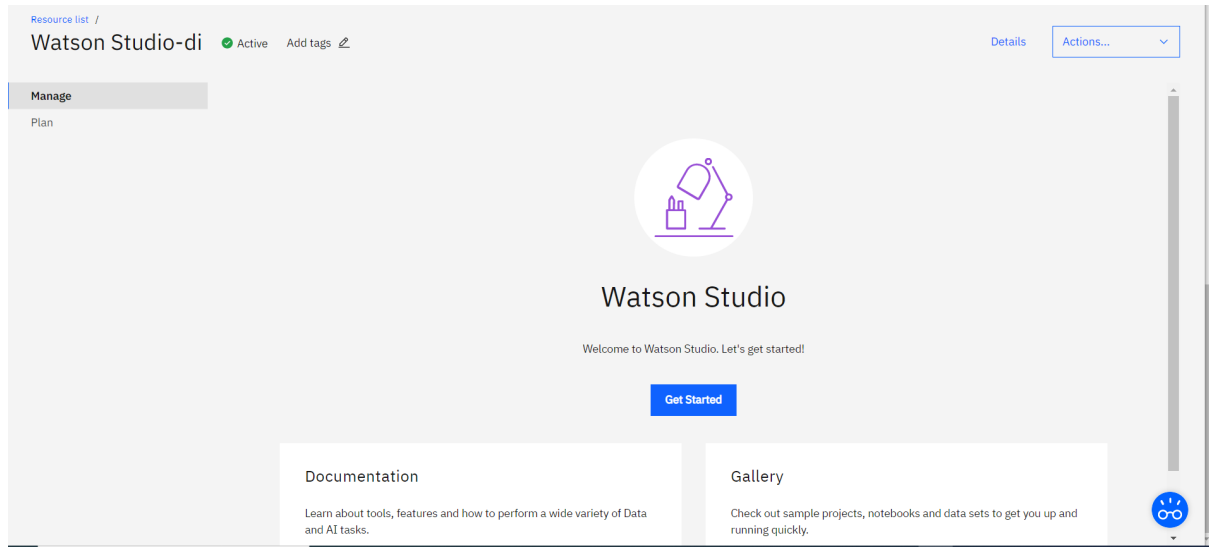 Resource list /
Watson Studio-di Active Add tags Details Actions...
Manage
Plan
Watson Studio
Welcome to Watson Studio. Let's get started!
Get Started
Documentation
Learn about tools, features and how to perform a wide variety of Data
and AI tasks.
Gallery
Check out sample projects, notebooks and data sets to get you up and
running quickly.